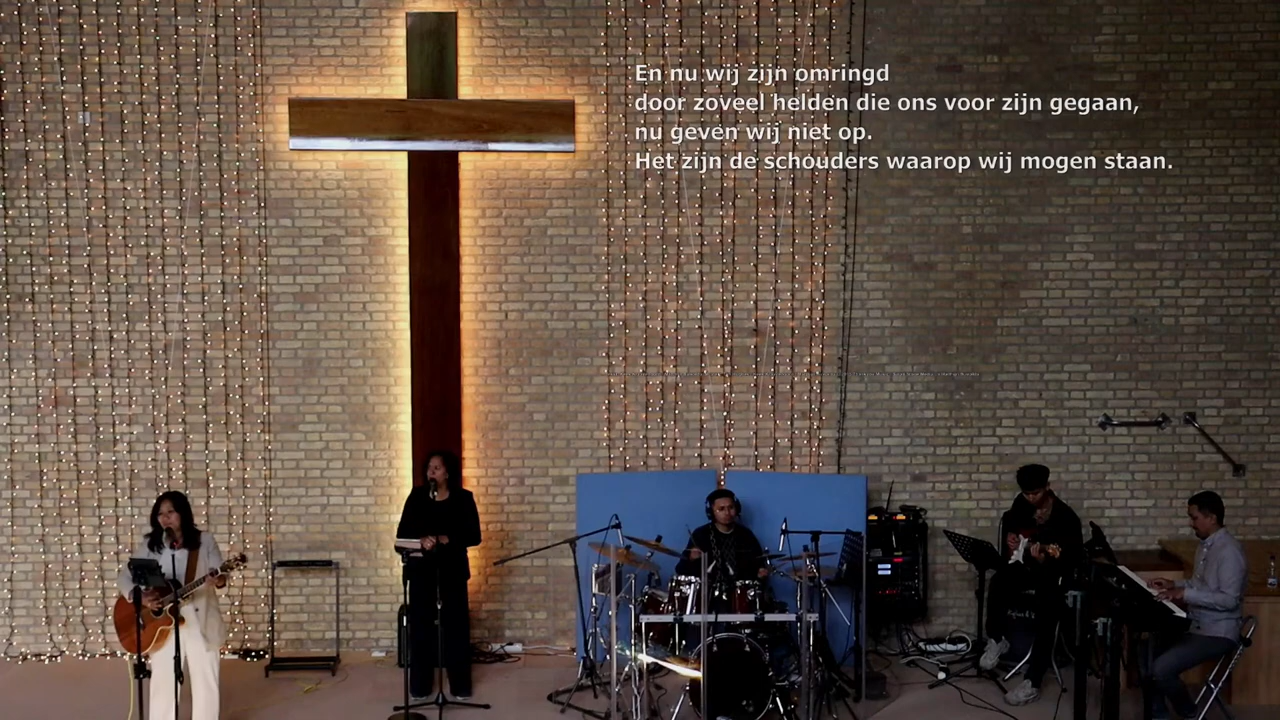 En nu wij zijn omringd
door zoveel helden die ons voor zijn gegaan,
nu geven wij niet op.
Het zijn de schouders waarop wij mogen staan.